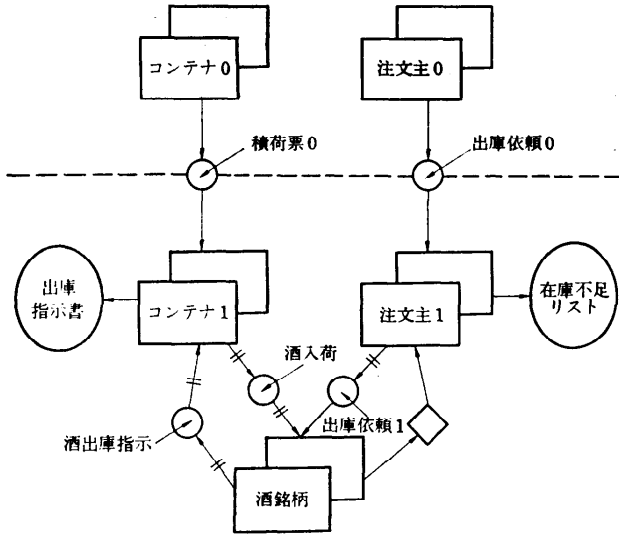 コンテナ0
注文主0
積荷票0
出庫依頼0
出庫
指示書
コンテナ1
注文主1
在庫不足
リスト
酒入荷
出庫依頼1
酒出庫指示
酒銘柄